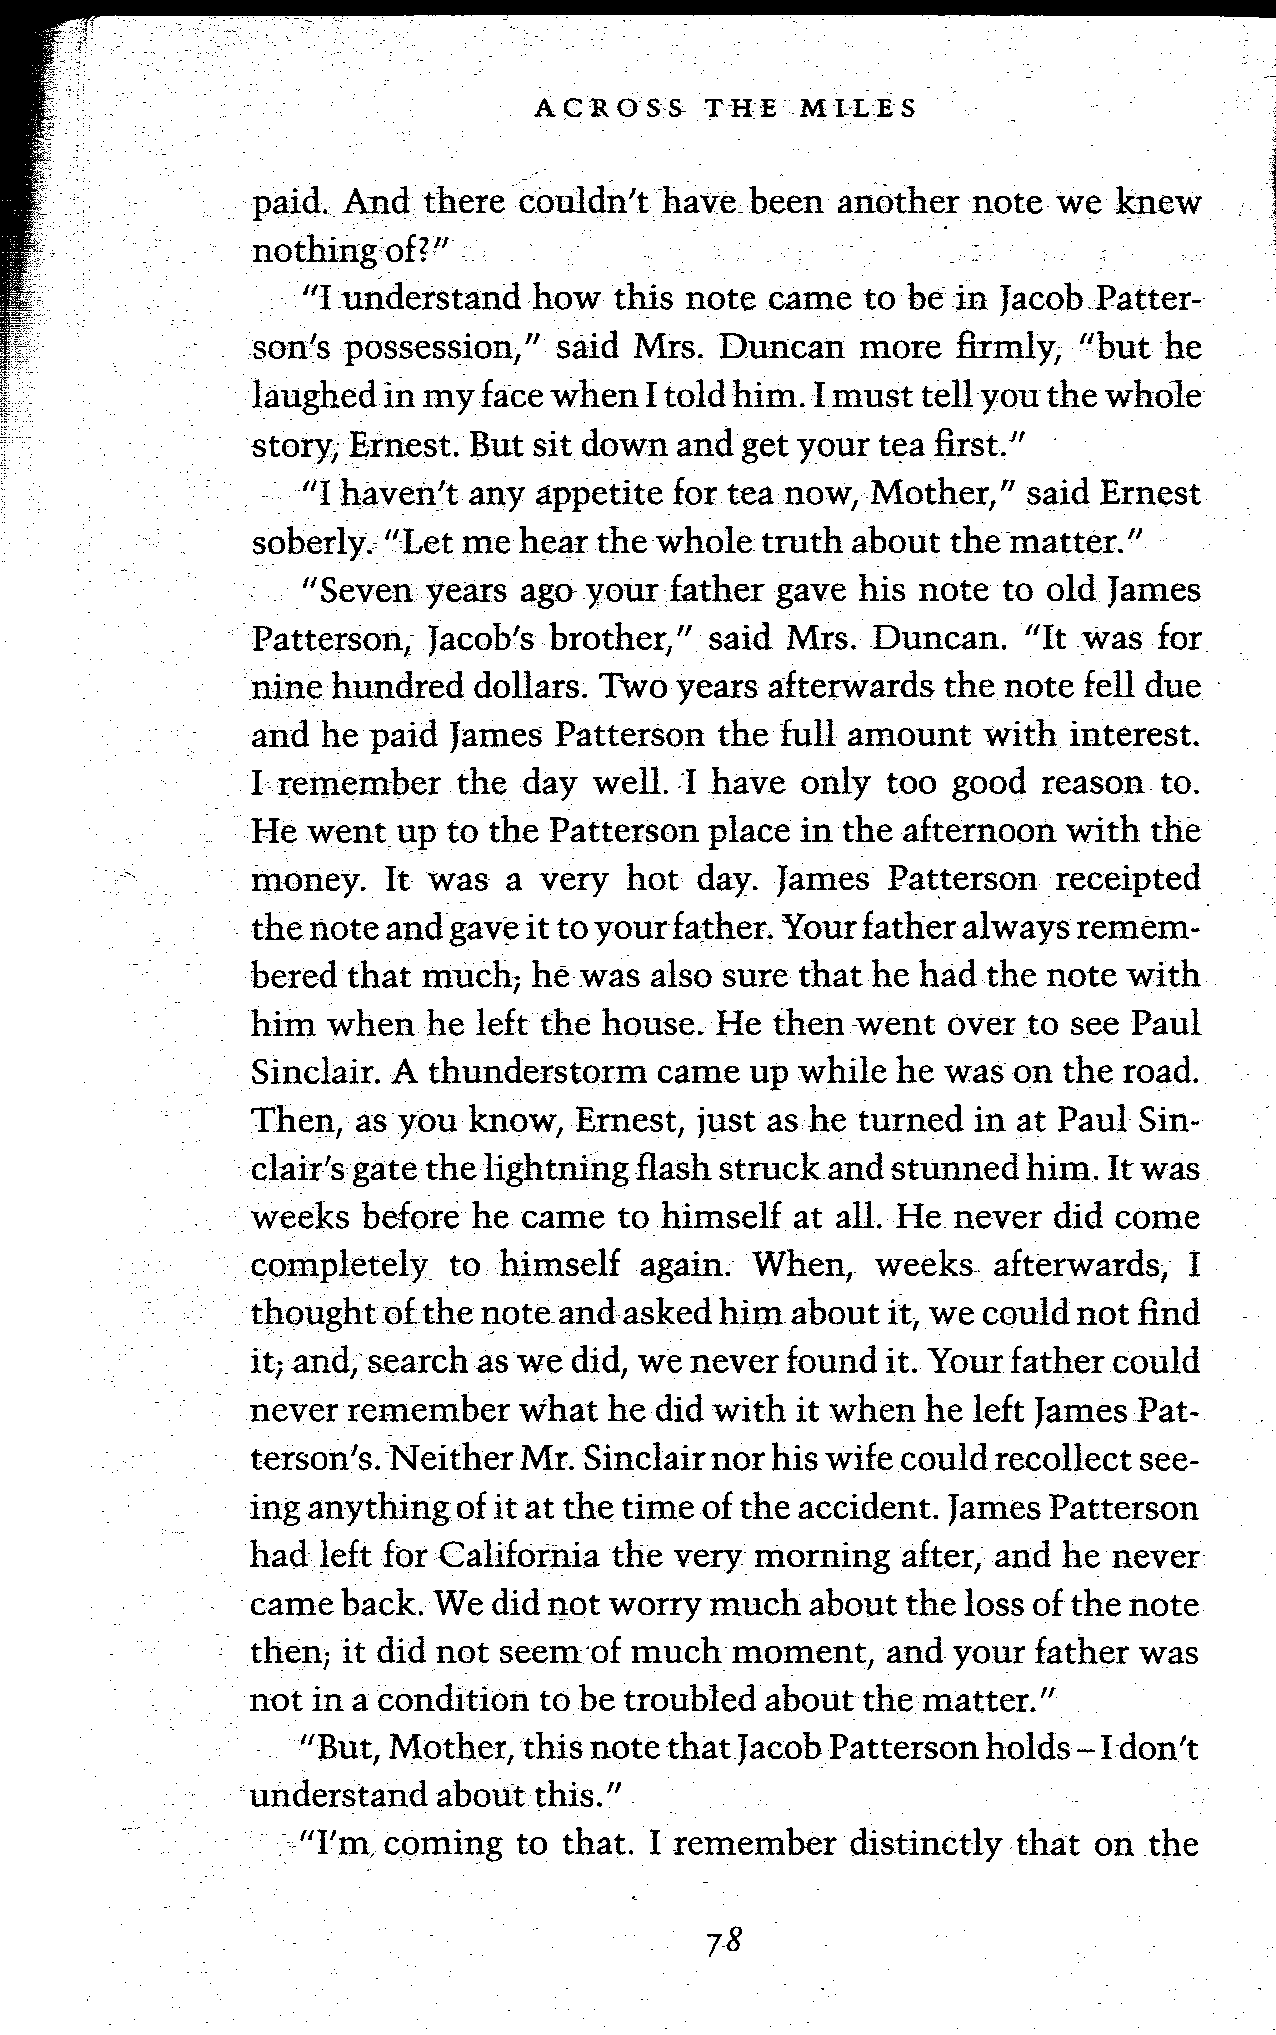 ACROSS THE MILES
paid. And there couldn't have been another note we knew
nothing of?"
"I understand how this note came to be in Jacob Patter-
son's possession," said Mrs. Duncan more firmly, "but he
laughed in my face when I told him. I must tell you the whole
story, Ernest. But sit down and get your tea first."
"I haven't any appetite for tea now, Mother," said Ernest
soberly. "Let me hear the whole truth about the matter."
"Seven years ago your father gave his note to old James
Patterson, Jacob's brother," said Mrs. Duncan. "It was for
nine hundred dollars. Two years afterwards the note fell due
and he paid James Patterson the full amount with interest.
I remember the day well. I have only too good reason to.
He went up to the Patterson place in the afternoon with the
money. It was a very hot day. James Patterson receipted
the note and gave it to your father. Your father always remem-
bered that much; he was also sure that he had the note with
him when he left the house. He then went over to see Paul
Sinclair. A thunderstorm came up while he was on the road.
Then, as you know, Ernest, just as he turned in at Paul Sin-
clair's gate the lightning flash struck and stunned him. It was
weeks before he came to himself at all. He never did come
completely to himself again. When, weeks afterwards, I
thought of the note and asked him about it, we could not find
it; and, search as we did, we never found it. Your father could
never remember what he did with it when he left James Pat-
terson's. Neither Mr. Sinclair nor his wife could recollect see-
ing anything of it at the time of the accident. James Patterson
had left for California the very morning after, and he never
came back. We did not worry much about the loss of the note
then; it did not seem of much moment, and your father was
not in a condition to be troubled about the matter."
"But, Mother, this note that Jacob Patterson holds – I don't
understand about this."
"I'm coming to that. I remember distinctly that on the
78